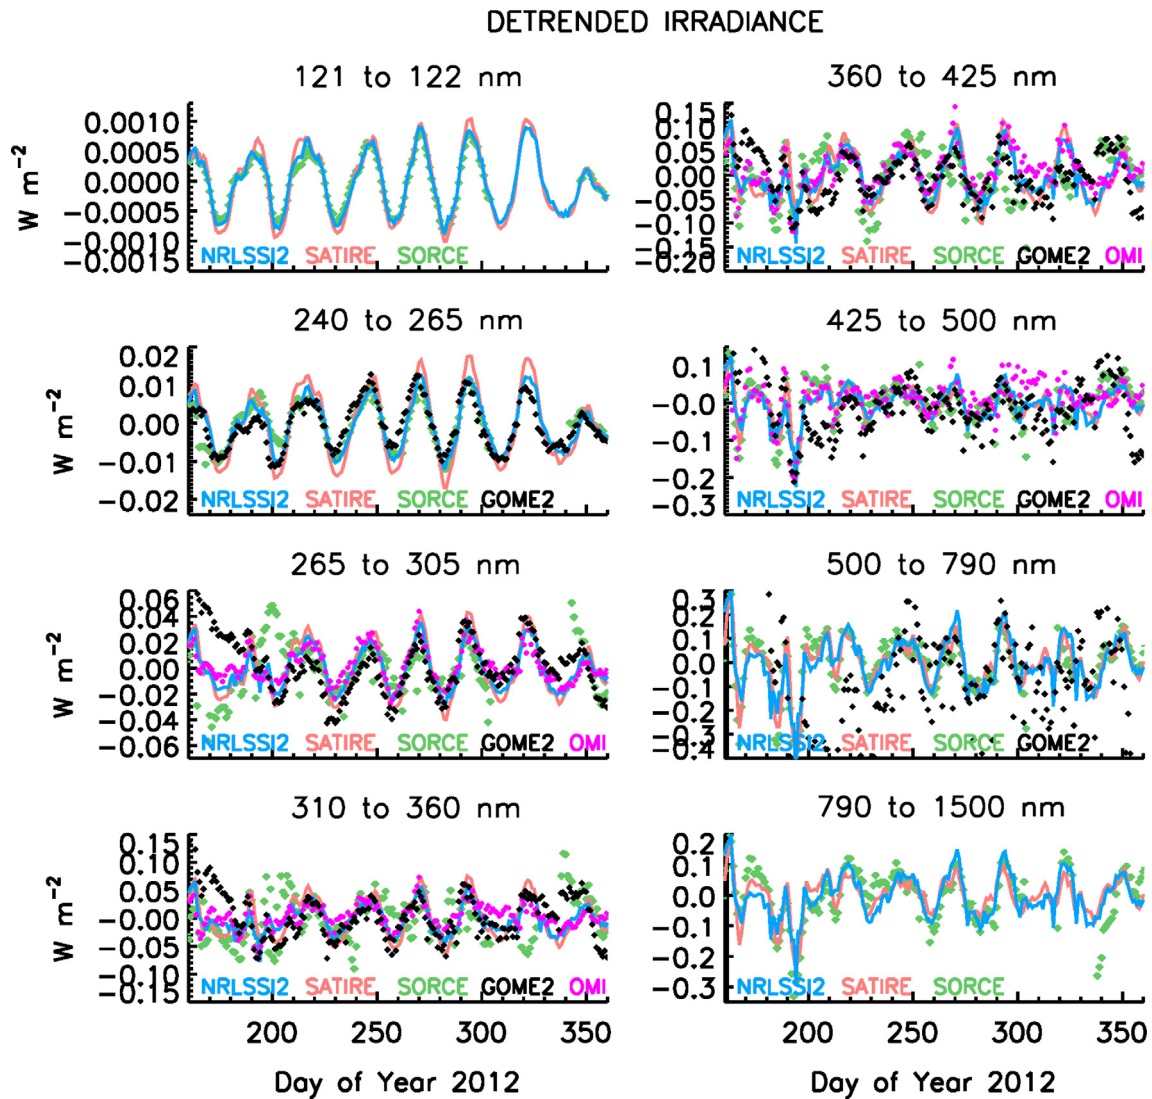 DETRENDED IRRADIANCE
121 to 122 nm
W m−2
0.0010
0.0005
0.0000
−0.0005
−0.0010
−0.0015
NRLSSI2 SATIRE SORCE
240 to 265 nm
W m−2
0.02
0.01
0.00
−0.01
−0.02
NRLSSI2 SATIRE SORCE GOME2
265 to 305 nm
W m−2
0.06
0.04
0.02
0.00
−0.02
−0.04
−0.06
NRLSSI2 SATIRE SORCE GOME2 OMI
310 to 360 nm
W m−2
0.15
0.10
0.05
−0.00
−0.05
−0.10
−0.15
NRLSSI2 SATIRE SORCE GOME2 OMI
200 250 300 350
Day of Year 2012
360 to 425 nm
0.15
0.10
0.05
0.00
−0.05
−0.10
−0.15
−0.20
NRLSSI2 SATIRE SORCE GOME2 OMI
425 to 500 nm
0.1
−0.0
−0.1
−0.2
−0.3
NRLSSI2 SATIRE SORCE GOME2 OMI
500 to 790 nm
0.3
0.2
0.1
0.0
−0.1
−0.2
−0.3
−0.4
NRLSSI2 SATIRE SORCE GOME2
790 to 1500 nm
0.2
0.1
0.0
−0.1
−0.2
−0.3
NRLSSI2 SATIRE SORCE
200 250 300 350
Day of Year 2012